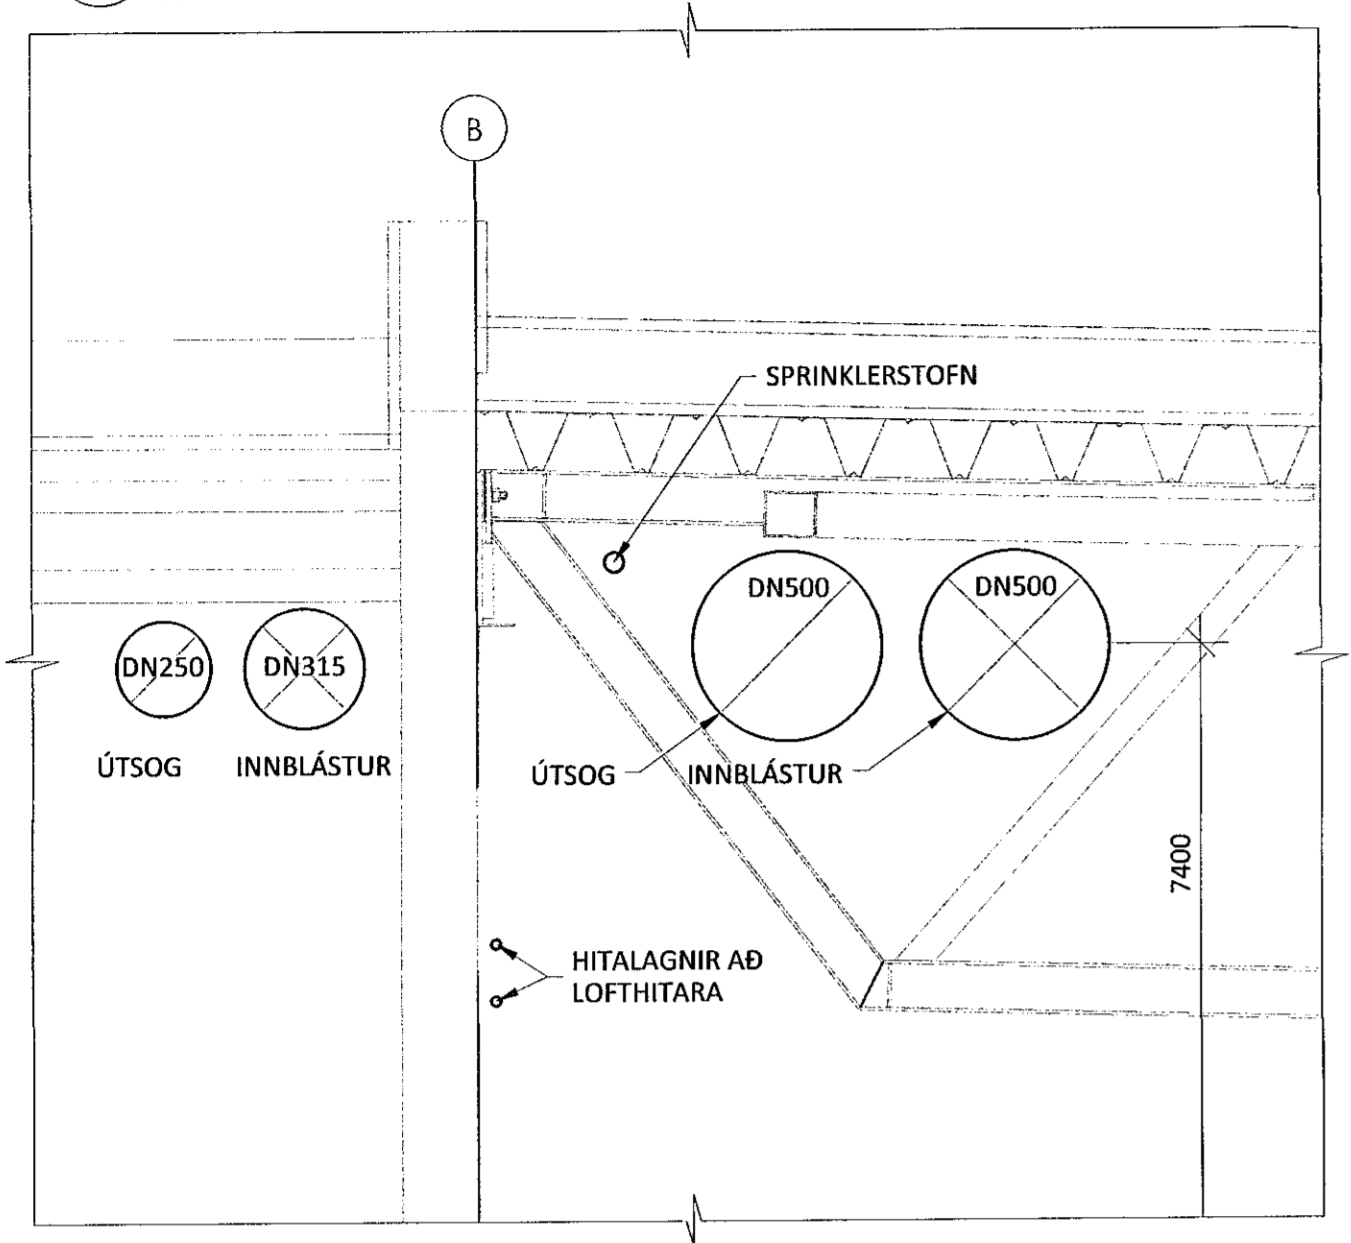 B
SPRINKLERSTOFN
DN500
DN500
DN250
DN315
ÚTSOG
INNBLÁSTUR
ÚTSOG
INNBLÁSTUR
7400
HITALAGNIR AÐ
LOFTHITARA